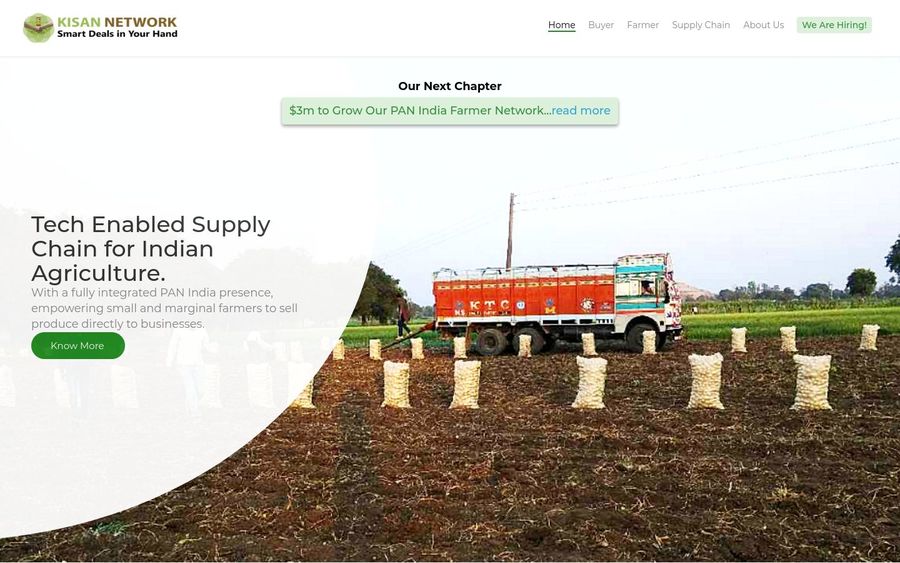 KISAN NETWORK
Smart Deals in Your Hand
Home Buyer Farmer Supply Chain About Us We Are Hiring!
Our Next Chapter
$3m to Grow Our PAN India Farmer Network...read more
Tech Enabled Supply
Chain for Indian
Agriculture.
With a fully integrated PAN India presence,
empowering small and marginal farmers to sell
produce directly to businesses.
Know More
K T C